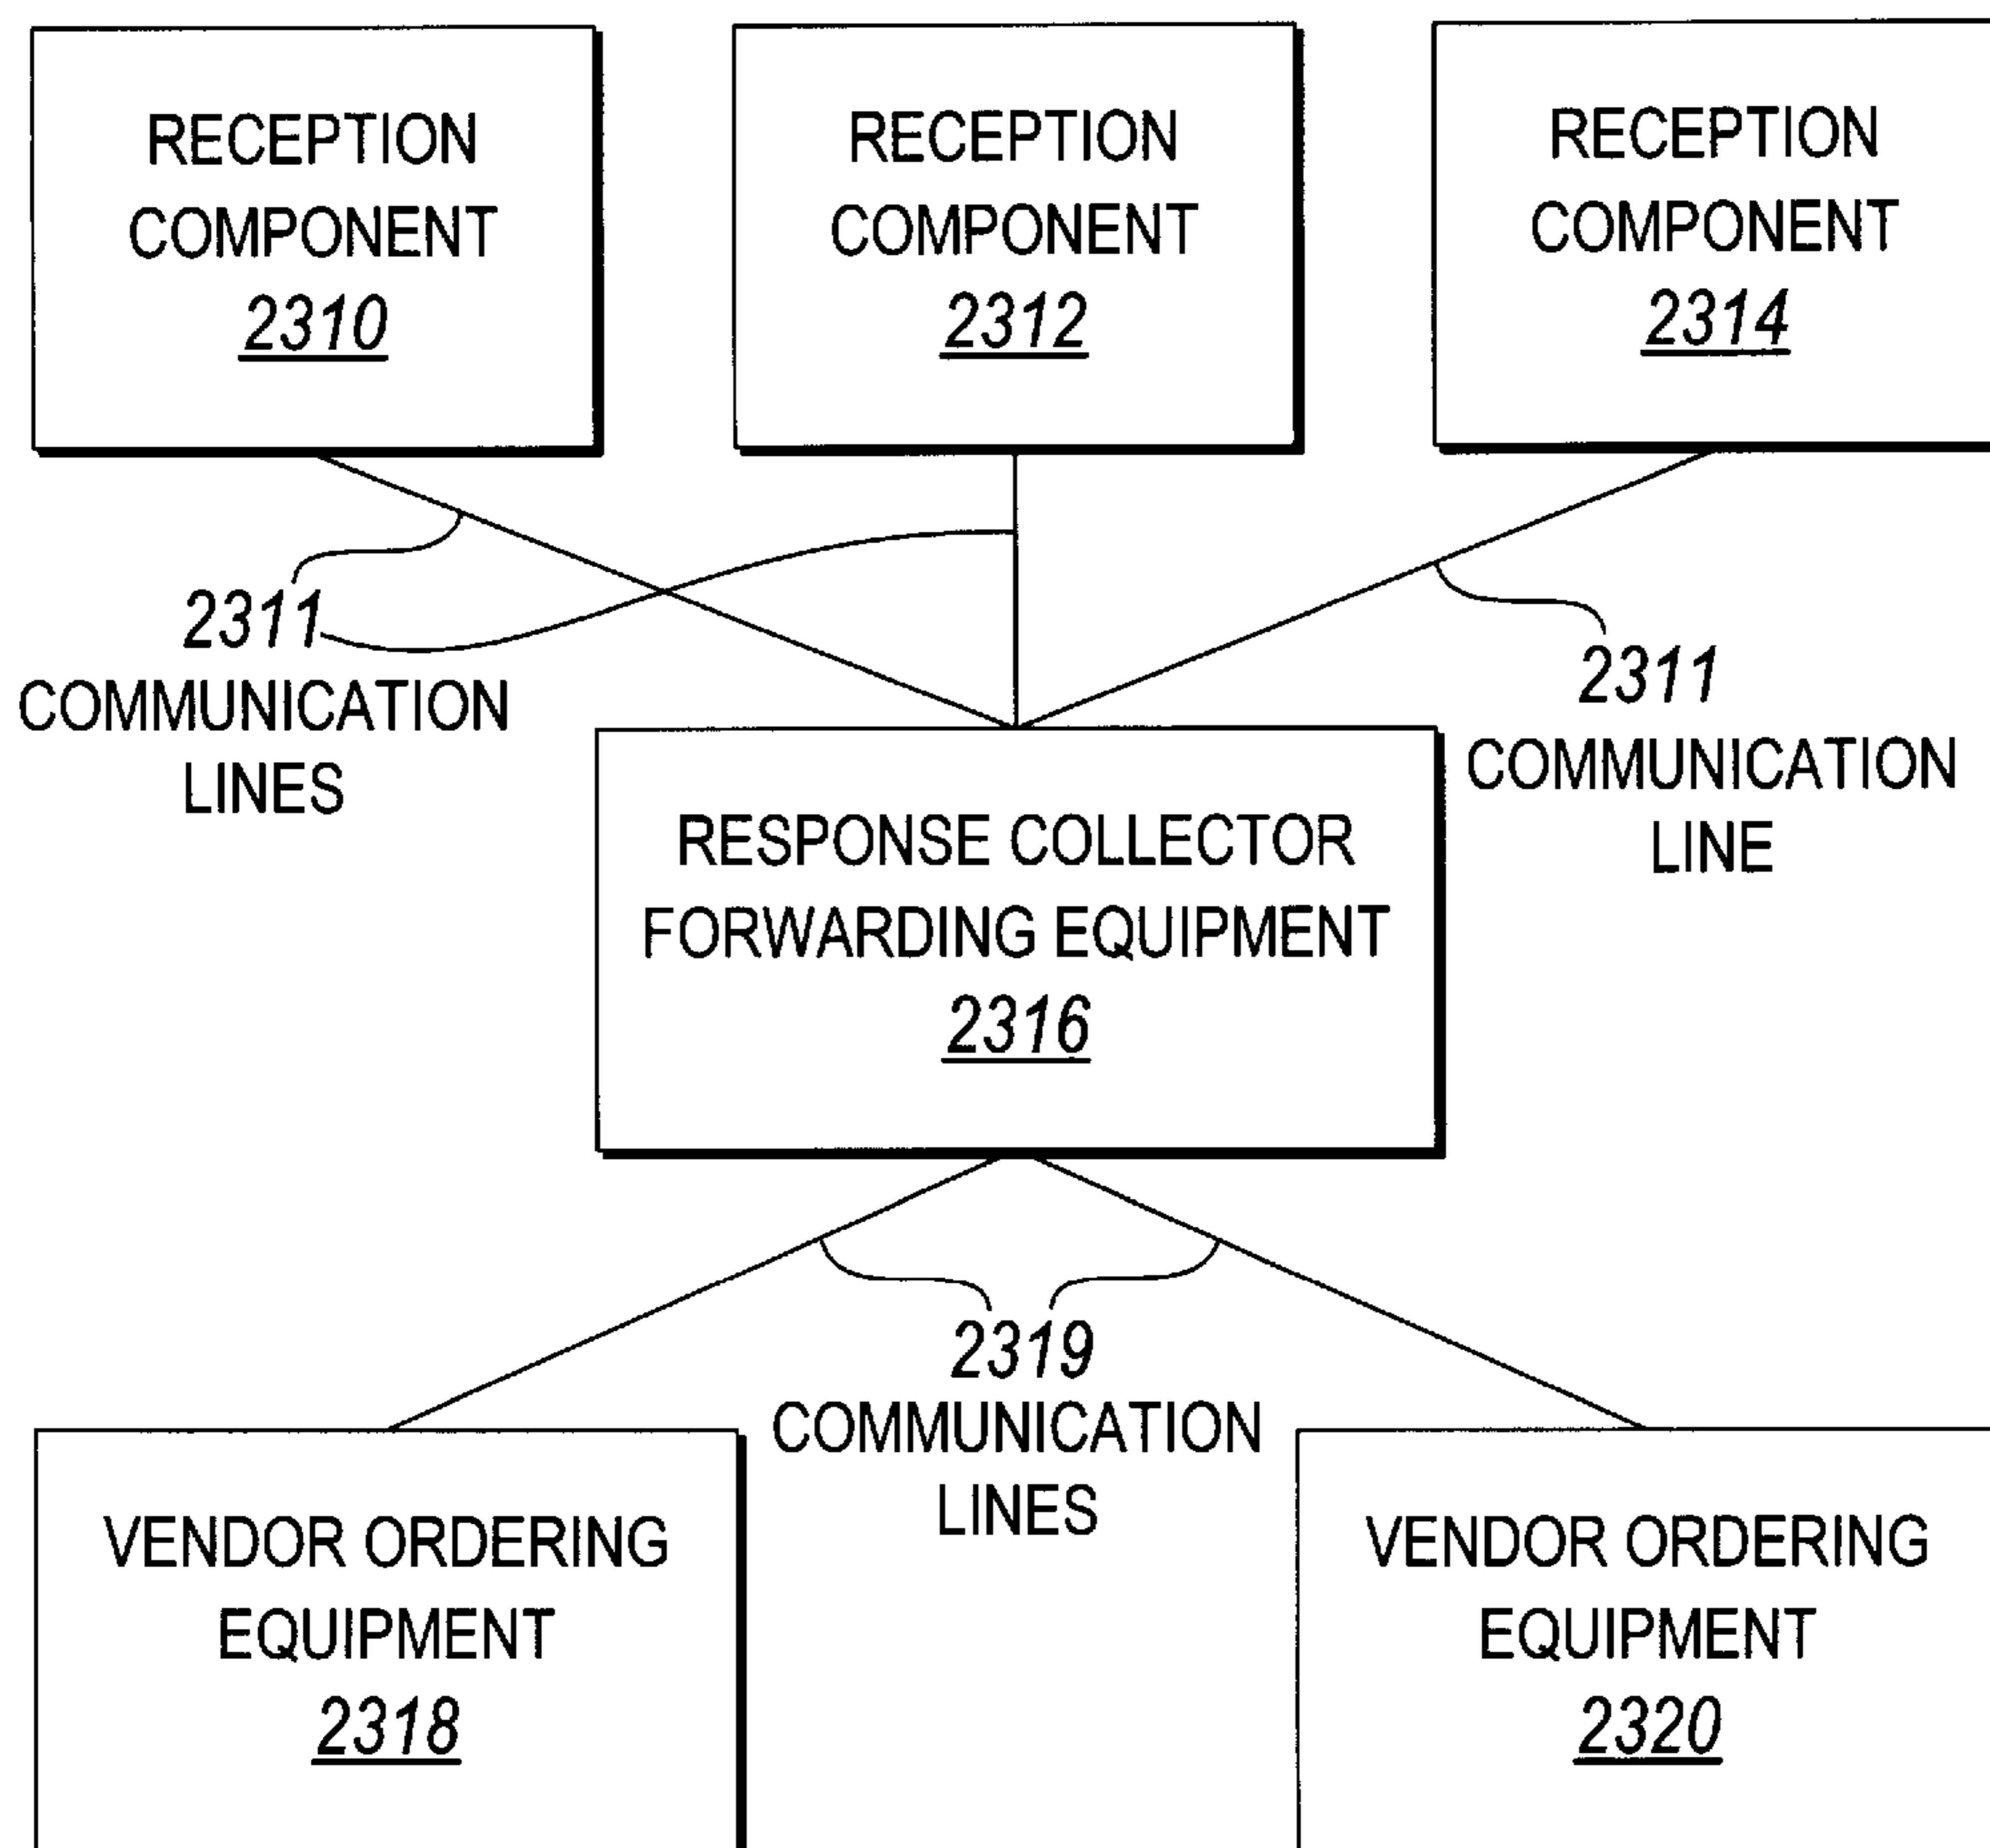 RECEPTION
COMPONENT
2310
RECEPTION
COMPONENT
2312
RECEPTION
COMPONENT
2314
2311
COMMUNICATION
LINES
2311
COMMUNICATION
LINE
RESPONSE COLLECTOR
FORWARDING EQUIPMENT
2316
2319
COMMUNICATION
LINES
VENDOR ORDERING
EQUIPMENT
2318
VENDOR ORDERING
EQUIPMENT
2320